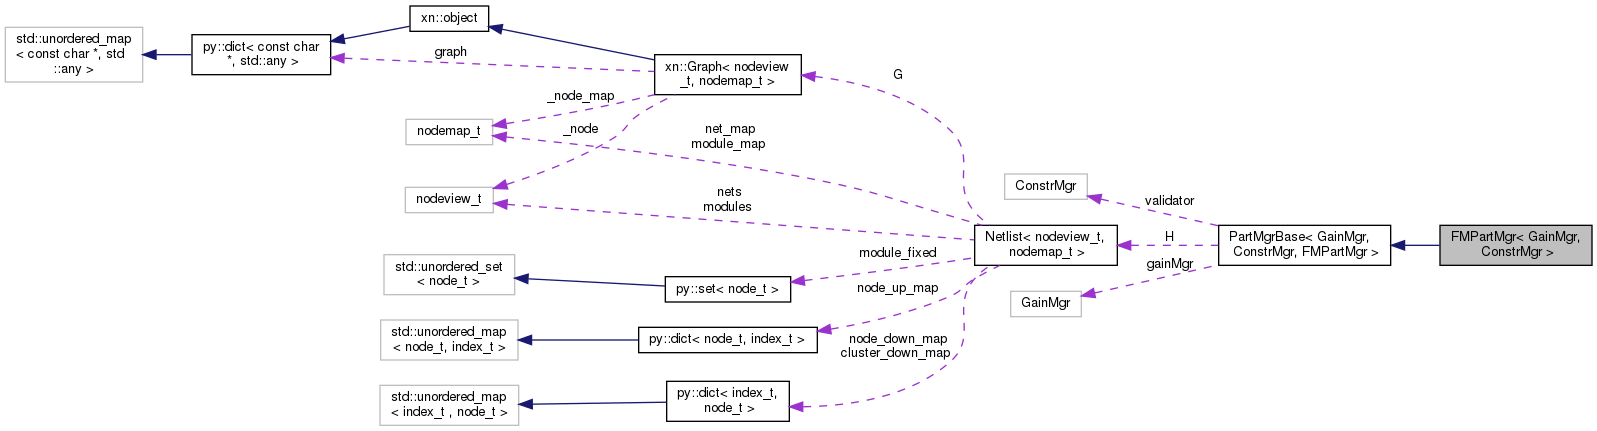 xn::object
std::unordered_map
< const char *, std
::any >
py::dict< const char
*, std::any >
graph
xn::Graph< nodeview
_t, nodemap_t >
G
_node_map
nodemap_t
_node
net_map
module_map
nodeview_t
nets
modules
ConstrMgr
validator
Netlist< nodeview_t,
nodemap_t >
H
PartMgrBase< GainMgr,
ConstrMgr, FMPartMgr >
FMPartMgr< GainMgr,
ConstrMgr >
gainMgr
GainMgr
std::unordered_set
< node_t >
module_fixed
py::set< node_t >
node_up_map
std::unordered_map
< node_t, index_t >
py::dict< node_t, index_t >
node_down_map
cluster_down_map
std::unordered_map
< index_t , node_t >
py::dict< index_t,
node_t >